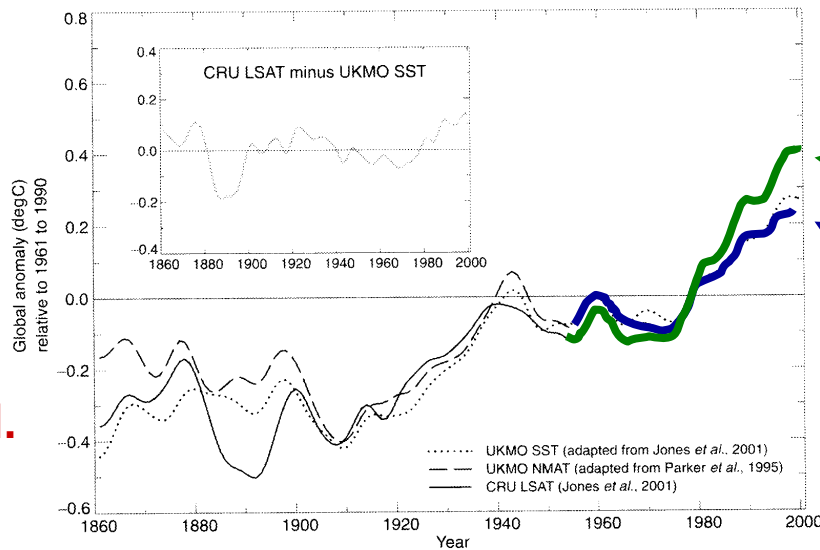 0.8
0.6
0.4
0.2
0.0
–0.2
–0.4
–0.6
Global anomaly (degC)
relative to 1961 to 1990
0.4
0.2
0.0
–0.2
–0.4
CRU LSAT minus UKMO SST
1860 1880 1900 1920 1940 1960 1980 2000
UKMO SST (adapted from Jones et al., 2001)
UKMO NMAT (adapted from Parker et al., 1995)
CRU LSAT (Jones et al., 2001)
1860 1880 1900 1920 1940 1960 1980 2000
Year